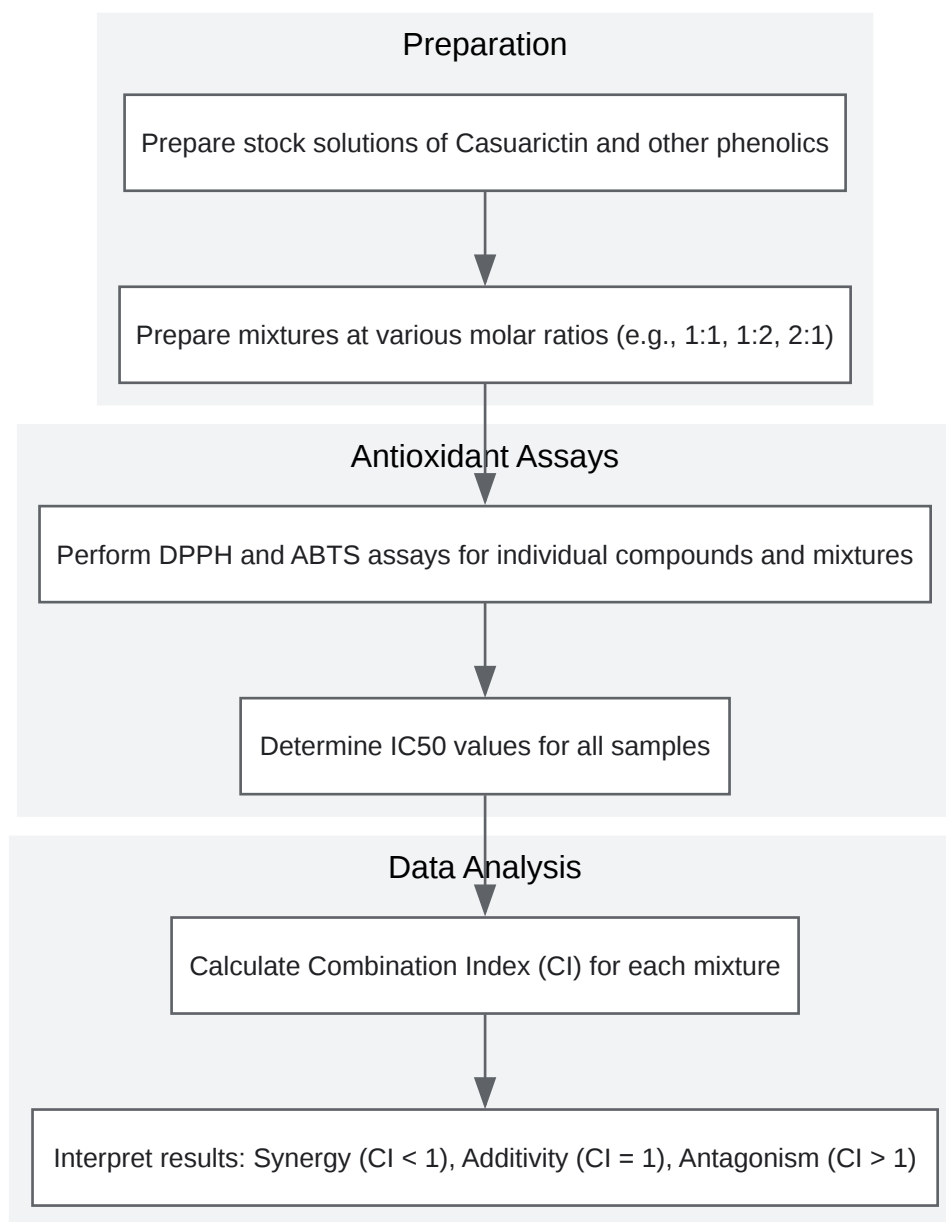 Preparation
Prepare stock solutions of Casuarictin and other phenolics
Prepare mixtures at various molar ratios (e.g., 1:1, 1:2, 2:1)
Antioxidant Assays
Perform DPPH and ABTS assays for individual compounds and mixtures
Determine IC50 values for all samples
Data Analysis
Calculate Combination Index (CI) for each mixture
Interpret results: Synergy (CI < 1), Additivity (CI = 1), Antagonism (CI > 1)